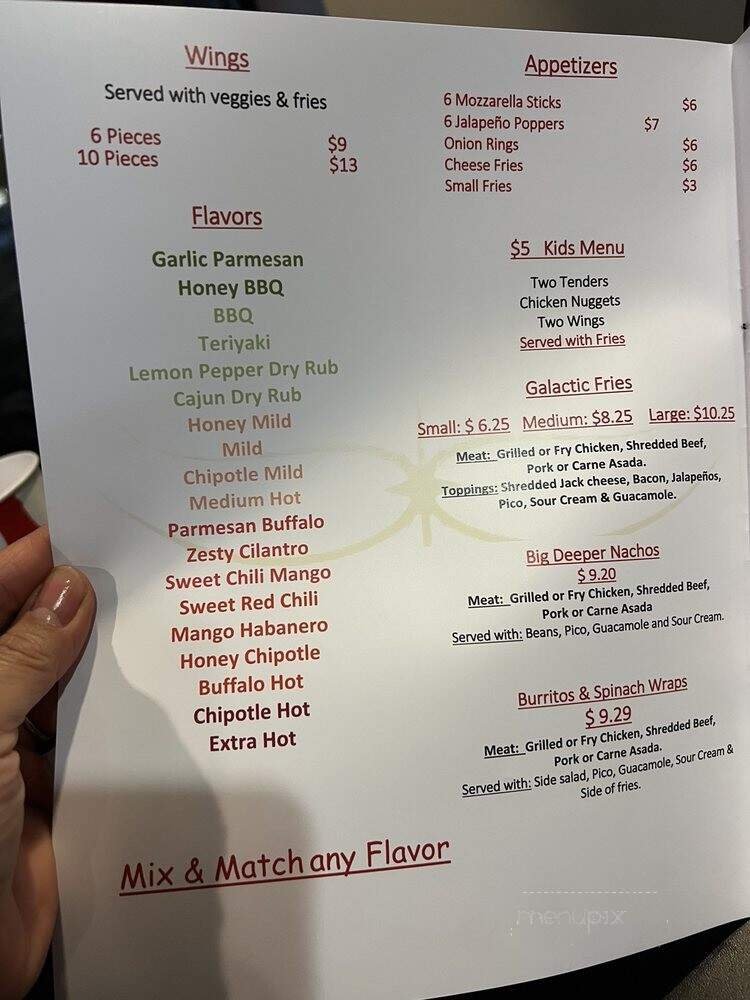 Wings
Served with veggies & fries
6 Pieces $9
10 Pieces $13
Flavors
Garlic Parmesan
Honey BBQ
BBQ
Teriyaki
Lemon Pepper Dry Rub
Cajun Dry Rub
Honey Mild
Mild
Chipotle Mild
Medium Hot
Parmesan Buffalo
Zesty Cilantro
Sweet Chili Mango
Sweet Red Chili
Mango Habanero
Honey Chipotle
Buffalo Hot
Chipotle Hot
Extra Hot
Mix & Match any Flavor
Appetizers
6 Mozzarella Sticks $6
6 Jalapeño Poppers $7
Onion Rings $6
Cheese Fries $6
Small Fries $3
$5 Kids Menu
Two Tenders
Chicken Nuggets
Two Wings
Served with Fries
Galactic Fries
Small: $ 6.25 Medium: $8.25 Large: $10.25
Meat: Grilled or Fry Chicken, Shredded Beef,
Pork or Carne Asada.
Toppings: Shredded Jack cheese, Bacon, Jalapeños,
Pico, Sour Cream & Guacamole.
Big Deeper Nachos
$ 9.20
Meat: Grilled or Fry Chicken, Shredded Beef,
Pork or Carne Asada
Served with: Beans, Pico, Guacamole and Sour Cream.
Burritos & Spinach Wraps
$ 9.29
Meat: Grilled or Fry Chicken, Shredded Beef,
Pork or Carne Asada.
Served with: Side salad, Pico, Guacamole, Sour Cream &
Side of fries.
menupix